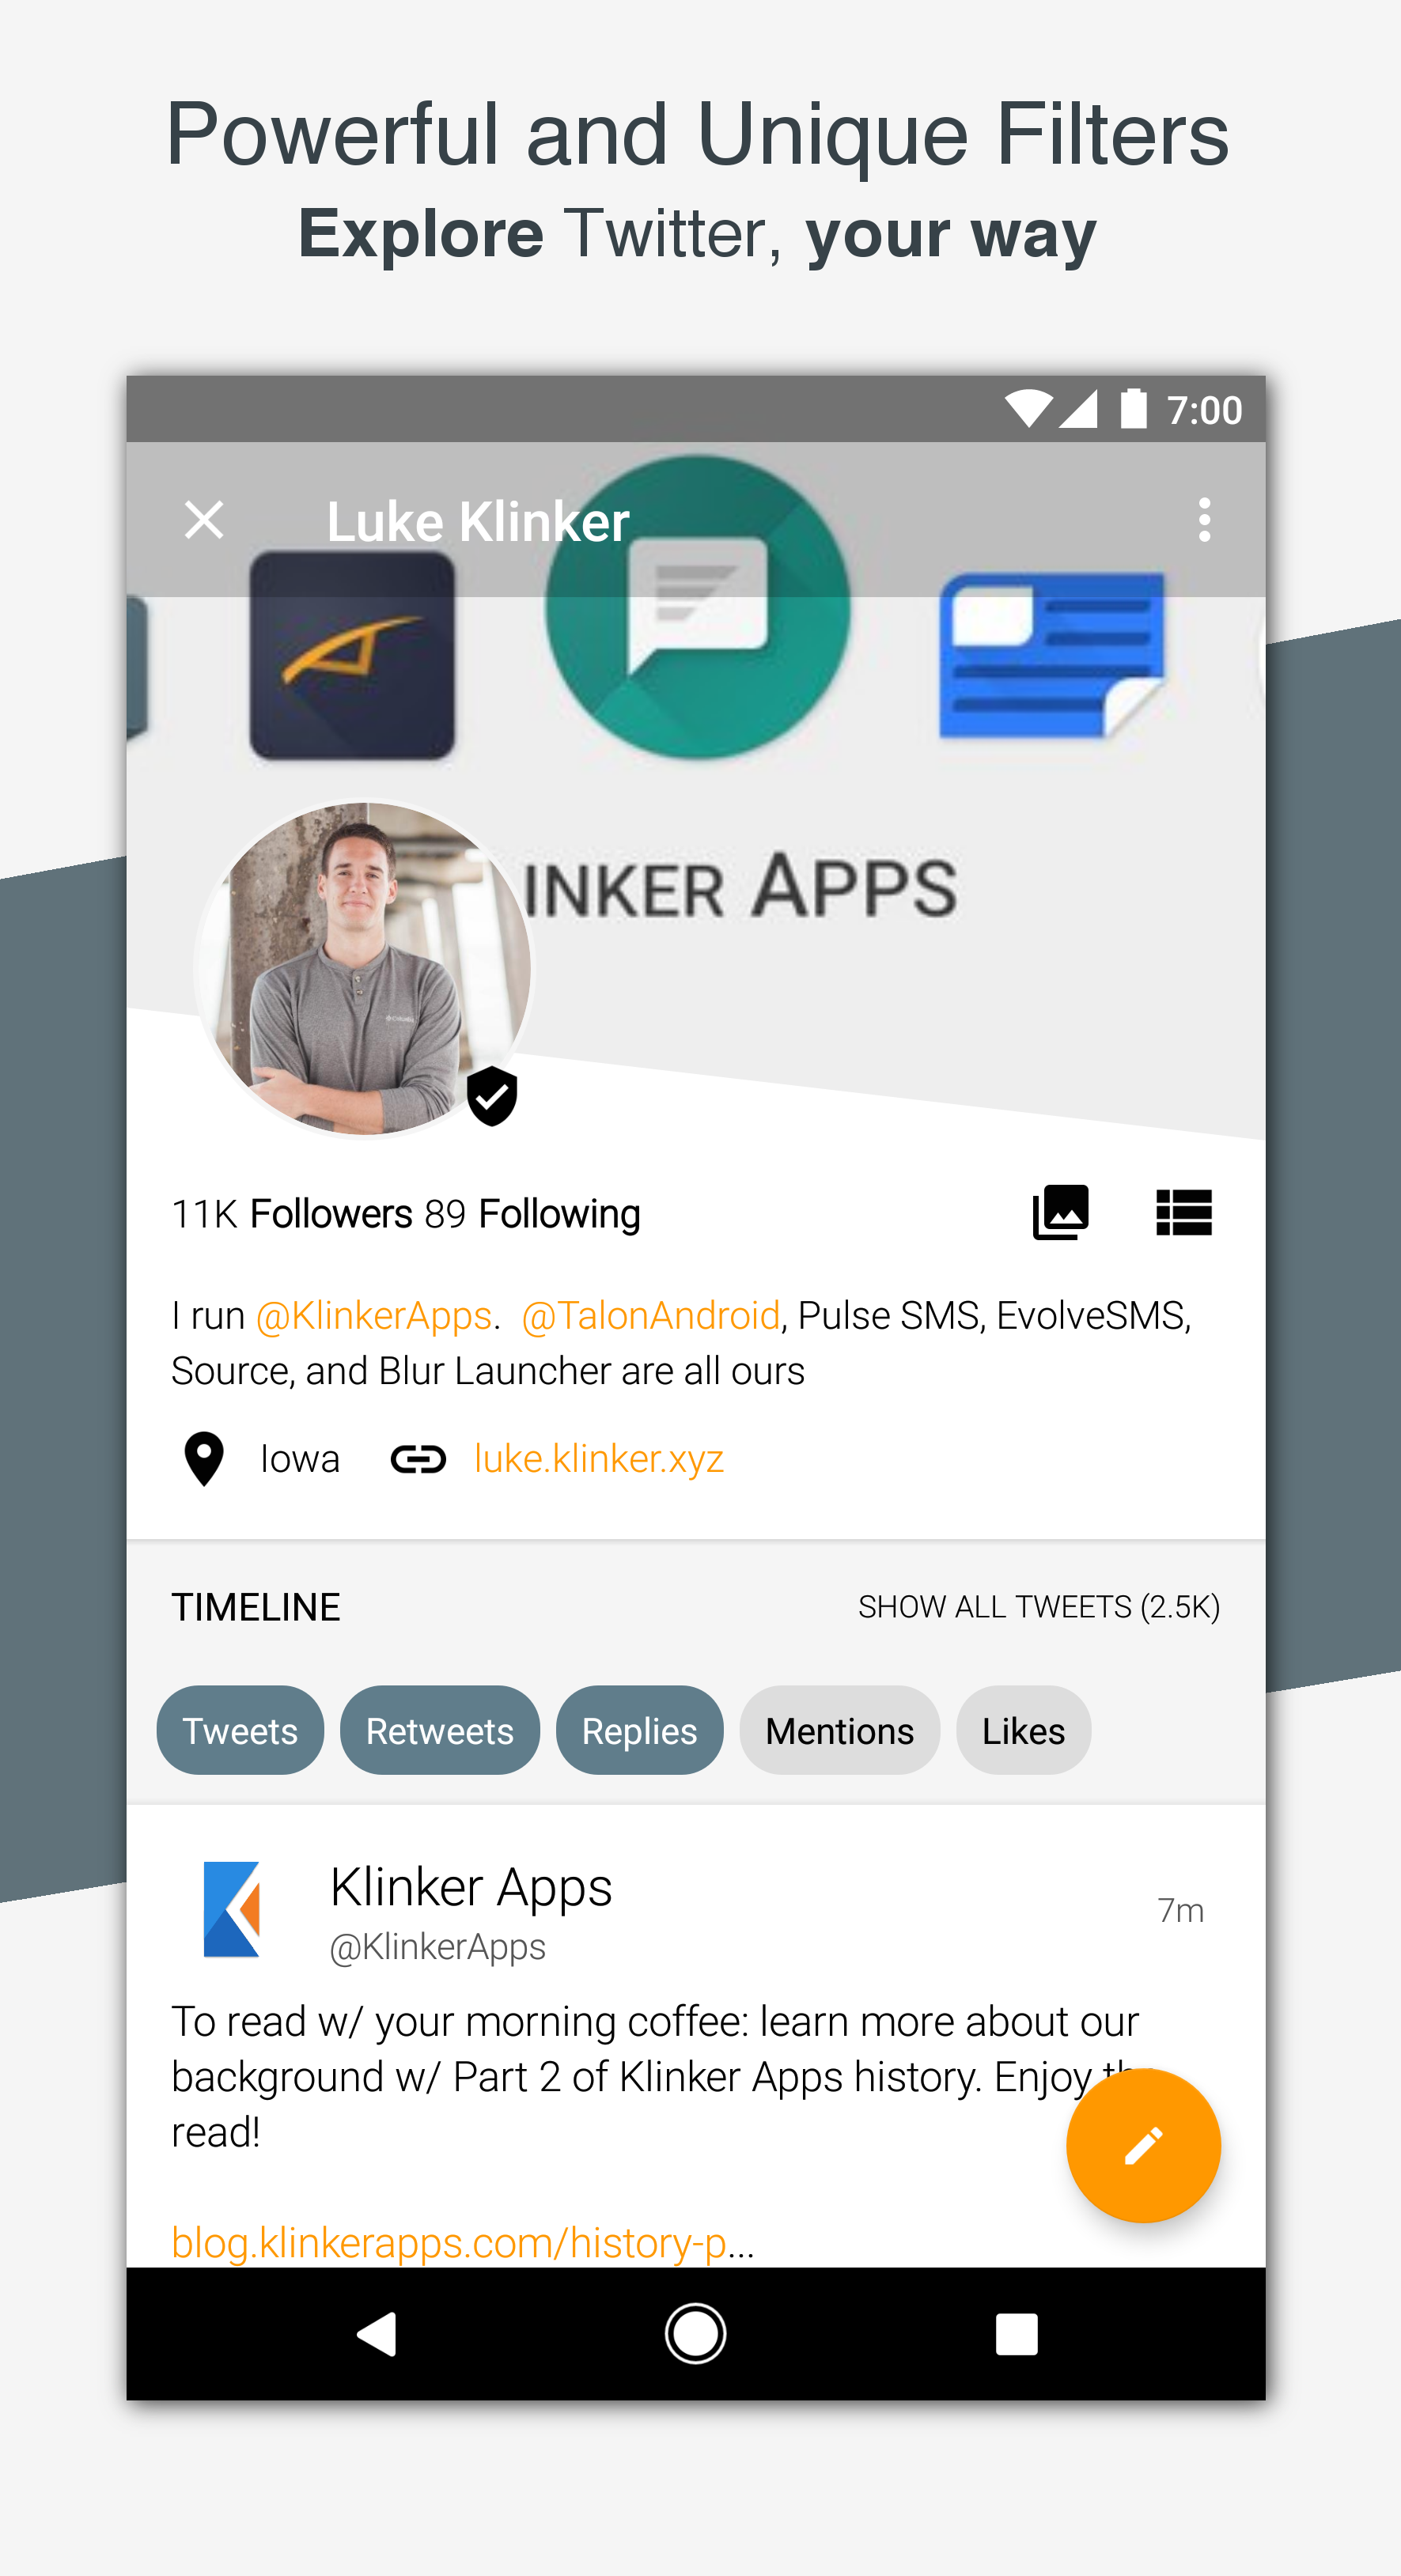 Powerful and Unique Filters
Explore Twitter, your way
7:00
Luke Klinker
INKER APPS
11K Followers 89 Following
I run @KlinkerApps.  @TalonAndroid, Pulse SMS, EvolveSMS,
Source, and Blur Launcher are all ours
Iowa luke.klinker.xyz
TIMELINE SHOW ALL TWEETS (2.5K)
Tweets Retweets Replies Mentions Likes
Klinker Apps
7m
@KlinkerApps
To read w/ your morning coffee: learn more about our
background w/ Part 2 of Klinker Apps history. Enjoy
read!
blog.klinkerapps.com/history-p...